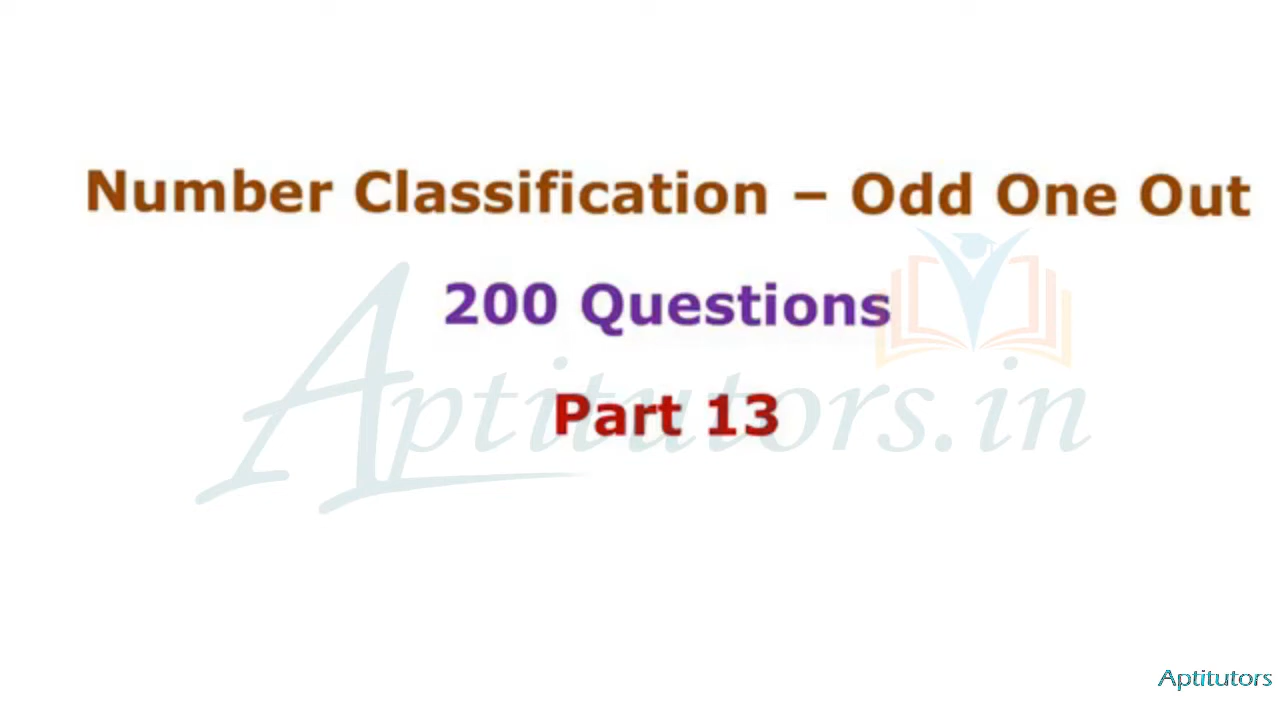 Number Classification – Odd One Out
200 Questions
Part 13
Aptitutors.in
Aptitutors